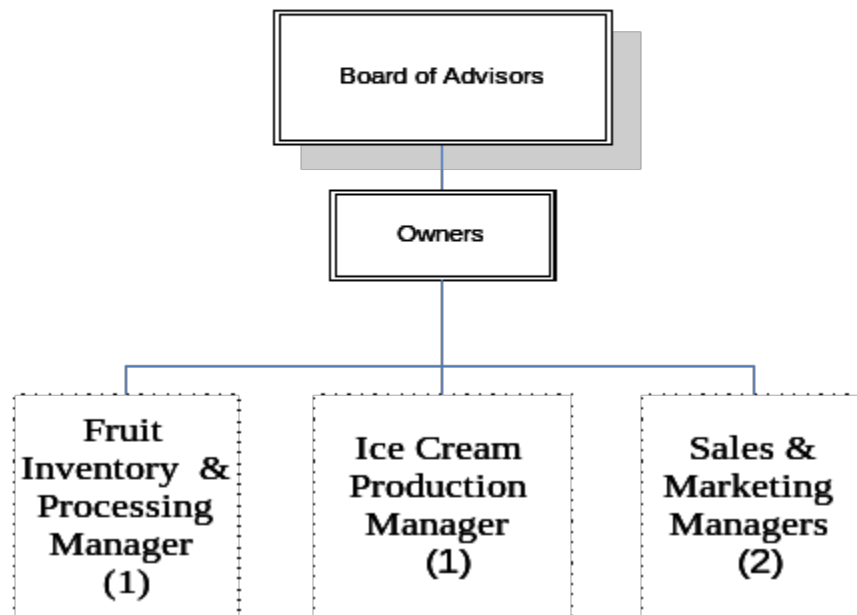 Board of Advisors
Owners
Fruit
Inventory & 
Processing
Manager
(1)
Ice Cream
Production
Manager
(1)
Sales &
Marketing
Managers
(2)